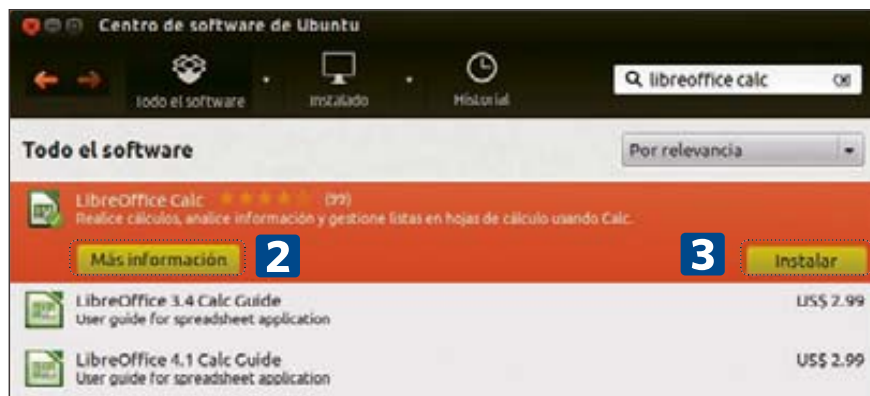 Centro de software de Ubuntu
Todo el software
Instalado
Historial
libreoffice calc
Todo el software
Por relevancia
LibreOffice Calc (99)
Realice cálculos, analice información y gestione listas en hojas de cálculo usando Calc.
Más información 2
3 Instalar
LibreOffice 3.4 Calc Guide US$ 2.99
User guide for spreadsheet application
LibreOffice 4.1 Calc Guide US$ 2.99
User guide for spreadsheet application